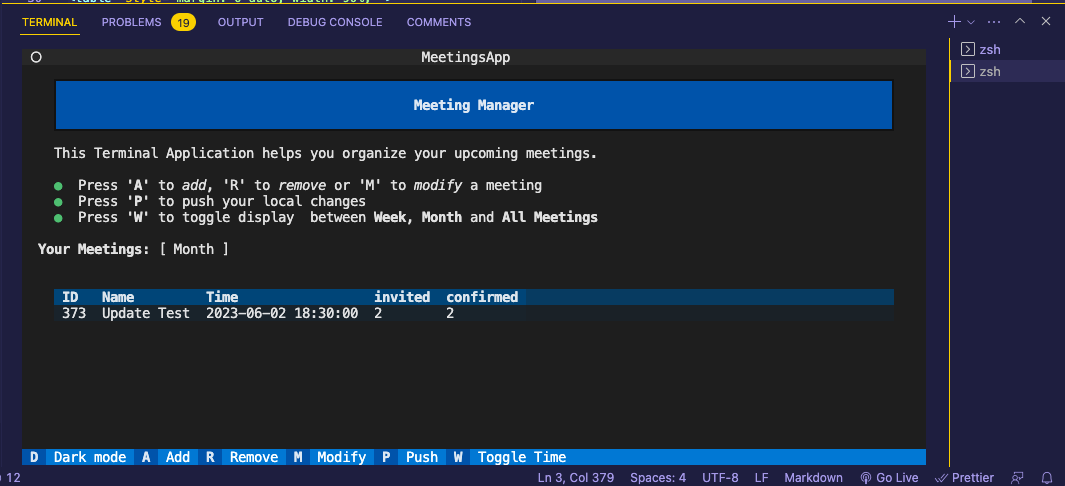 TERMINAL PROBLEMS 19 OUTPUT DEBUG CONSOLE COMMENTS
zsh
zsh
MeetingsApp
Meeting Manager
This Terminal Application helps you organize your upcoming meetings.
Press 'A' to add, 'R' to remove or 'M' to modify a meeting
Press 'P' to push your local changes
Press 'W' to toggle display  between Week, Month and All Meetings
Your Meetings: [ Month ]
ID Name Time invited confirmed
373 Update Test 2023-06-02 18:30:00 2 2
D Dark mode A Add R Remove M Modify P Push W Toggle Time
12 Ln 3, Col 379 Spaces: 4 UTF-8 LF Markdown Go Live Prettier